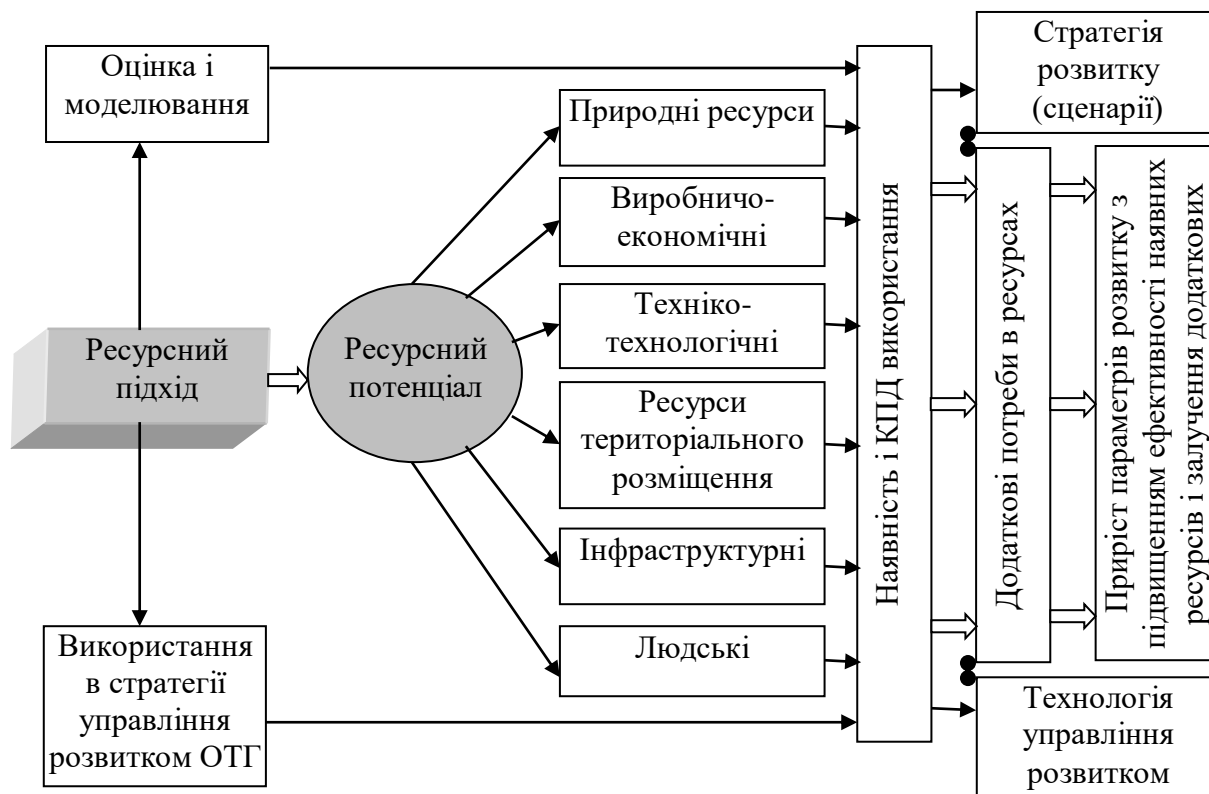 Оцінка і
моделювання
Ресурсний
підхід
Використання
в стратегії
управління
розвитком ОТГ
Ресурсний
потенціал
Природні ресурси
Виробничо-
економічні
Техніко-
технологічні
Ресурси
територіального
розміщення
Інфраструктурні
Людські
Наявність і КПД використання
Стратегія
розвитку
(сценарії)
Додаткові потреби в ресурсах
Приріст параметрів розвитку з
підвищенням ефективності наявних
ресурсів і залучення додаткових
Технологія
управління
розвитком